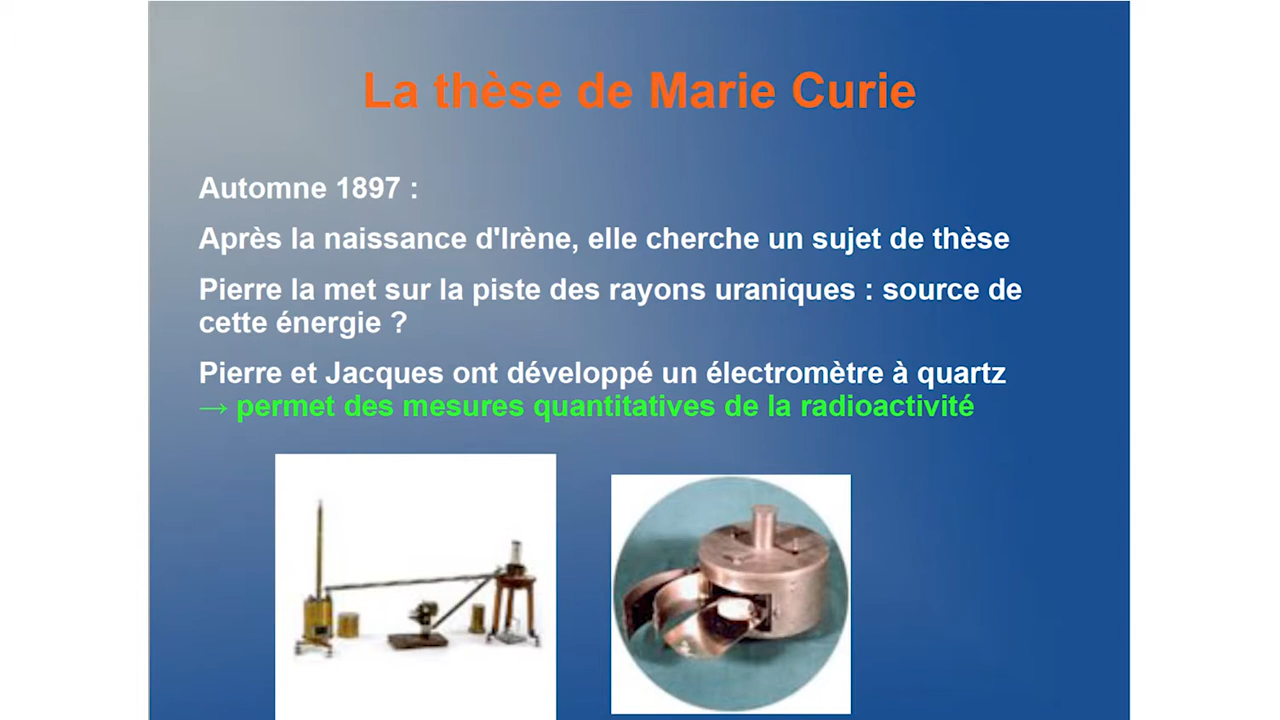 La thèse de Marie Curie
Automne 1897 :
Après la naissance d'Irène, elle cherche un sujet de thèse
Pierre la met sur la piste des rayons uraniques : source de
cette énergie ?
Pierre et Jacques ont développé un électromètre à quartz
→ permet des mesures quantitatives de la radioactivité